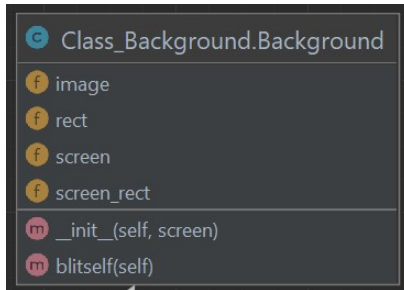 C Class_Background.Background
f image
f rect
f screen
f screen_rect
m __init__(self, screen)
m blitself(self)